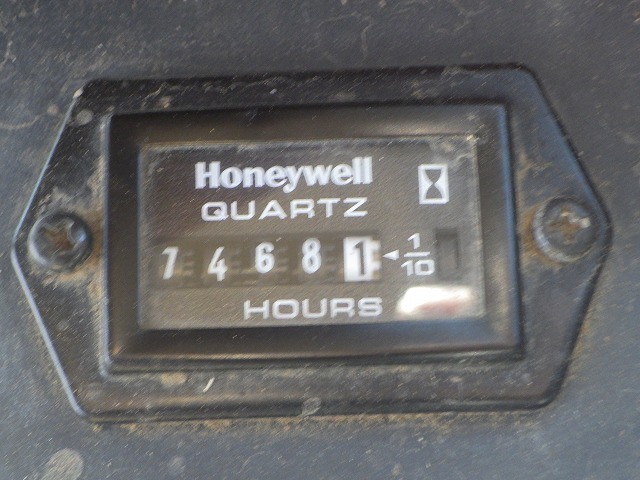 Honeywell
QUARTZ
7 4 6 8 1 1/10
HOURS